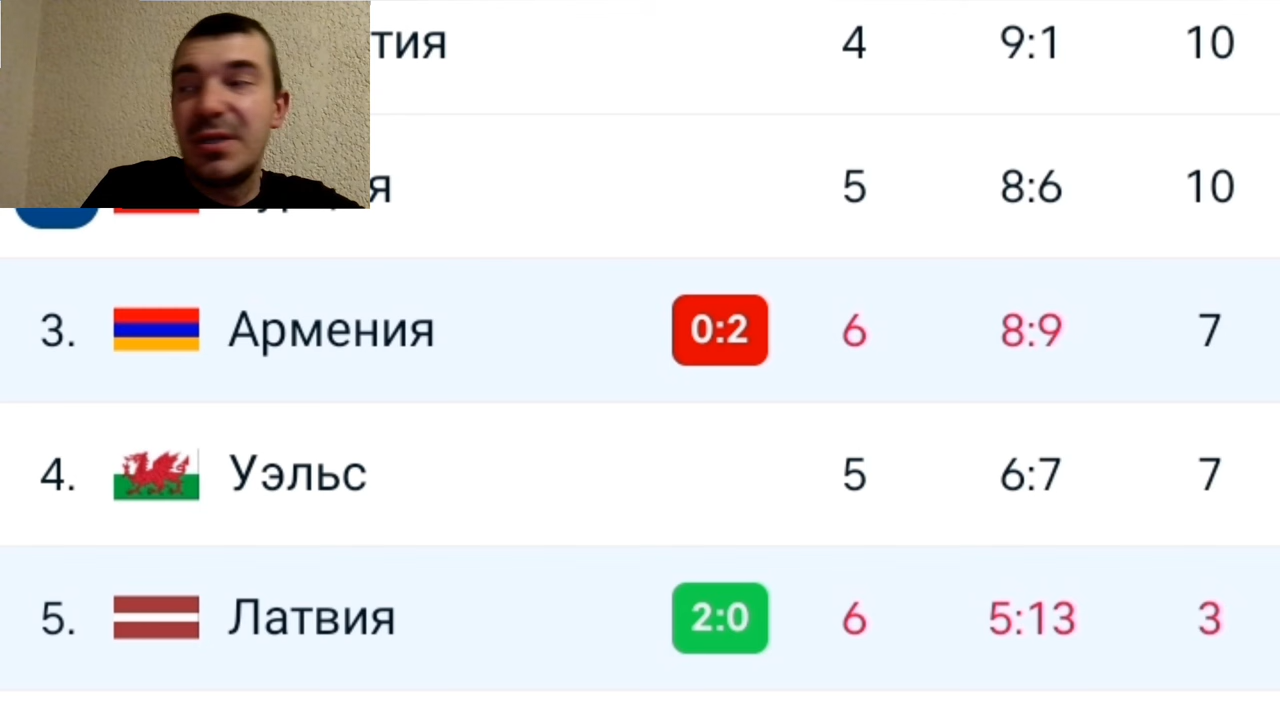 4 9:1 10
5 8:6 10
3. Армения 0:2 6 8:9 7
4. Уэльс 5 6:7 7
5. Латвия 2:0 6 5:13 3